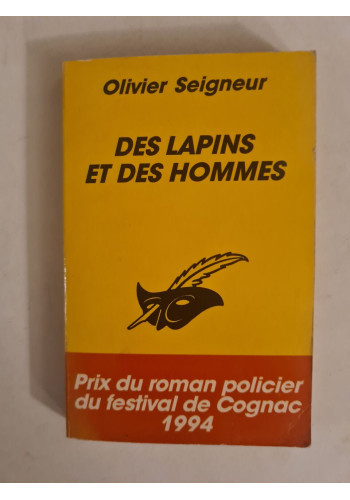 Olivier Seigneur
DES LAPINS
ET DES HOMMES
Prix du roman policier
du festival de Cognac
1994